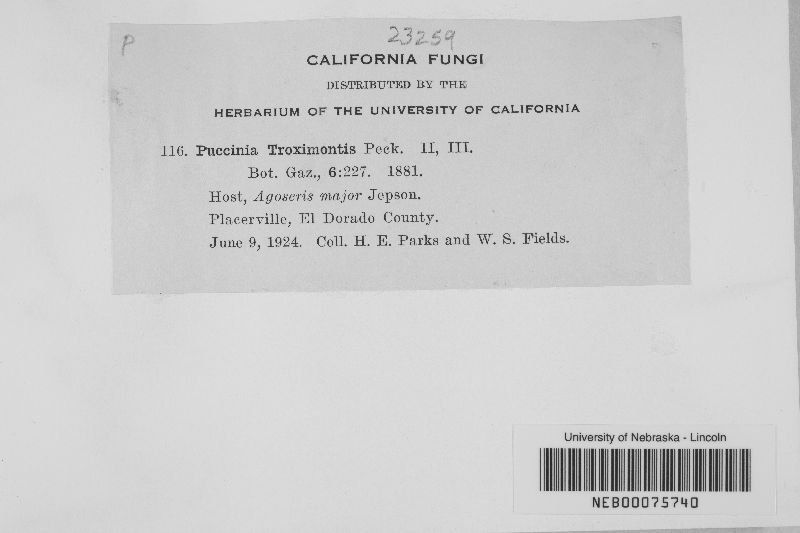 P
23259
CALIFORNIA FUNGI
DISTRIBUTED BY THE
HERBARIUM OF THE UNIVERSITY OF CALIFORNIA
116. Puccinia Troximontis Peck. II, III.
Bot. Gaz., 6:227. 1881.
Host, Agoseris major Jepson.
Placerville, El Dorado County.
June 9, 1924. Coll. H. E. Parks and W. S. Fields.
University of Nebraska - Lincoln
NEB00075740